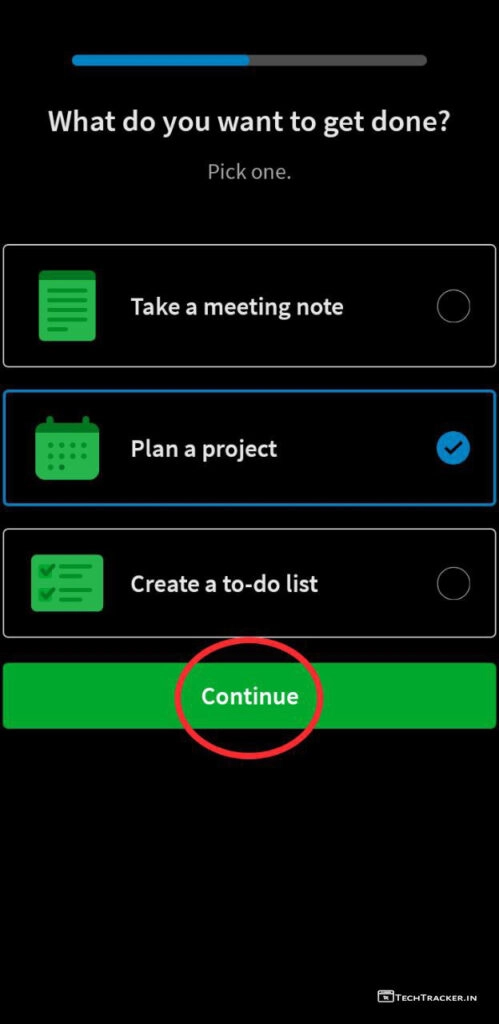 What do you want to get done?
Pick one.
Take a meeting note
Plan a project
Create a to-do list
Continue
TECHTRACKER.IN